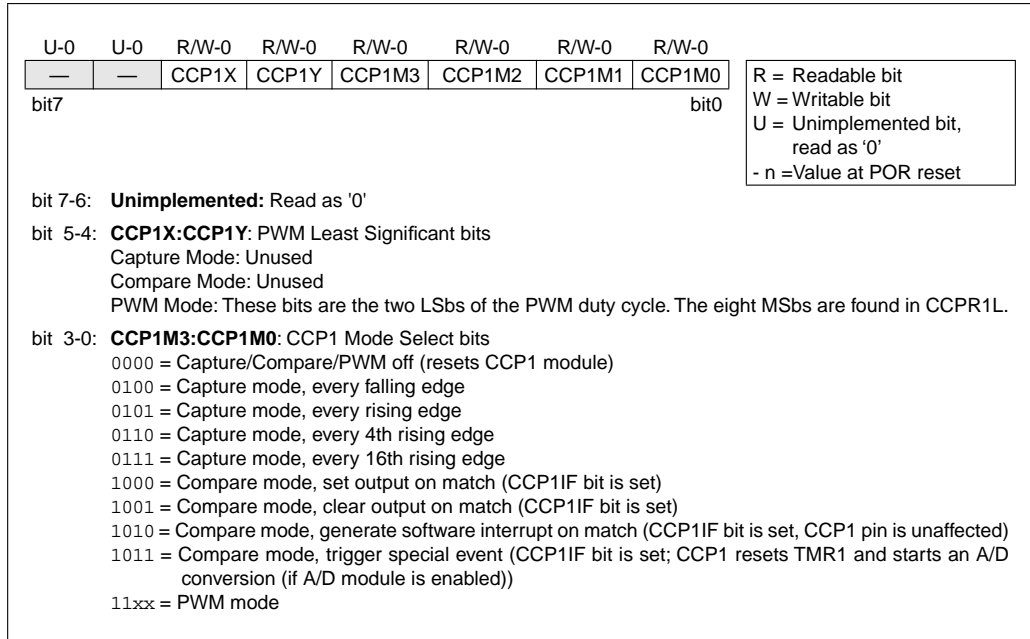 U-0 U-0 R/W-0 R/W-0 R/W-0 R/W-0 R/W-0 R/W-0
— — CCP1X CCP1Y CCP1M3 CCP1M2 CCP1M1 CCP1M0
bit7 bit0
R = Readable bit
W = Writable bit
U = Unimplemented bit,
read as ‘0’
- n =Value at POR reset
bit 7-6: Unimplemented: Read as '0'
bit 5-4: CCP1X:CCP1Y: PWM Least Significant bits
Capture Mode: Unused
Compare Mode: Unused
PWM Mode: These bits are the two LSbs of the PWM duty cycle. The eight MSbs are found in CCPR1L.
bit 3-0: CCP1M3:CCP1M0: CCP1 Mode Select bits
0000 = Capture/Compare/PWM off (resets CCP1 module)
0100 = Capture mode, every falling edge
0101 = Capture mode, every rising edge
0110 = Capture mode, every 4th rising edge
0111 = Capture mode, every 16th rising edge
1000 = Compare mode, set output on match (CCP1IF bit is set)
1001 = Compare mode, clear output on match (CCP1IF bit is set)
1010 = Compare mode, generate software interrupt on match (CCP1IF bit is set, CCP1 pin is unaffected)
1011 = Compare mode, trigger special event (CCP1IF bit is set; CCP1 resets TMR1 and starts an A/D
conversion (if A/D module is enabled))
11xx = PWM mode